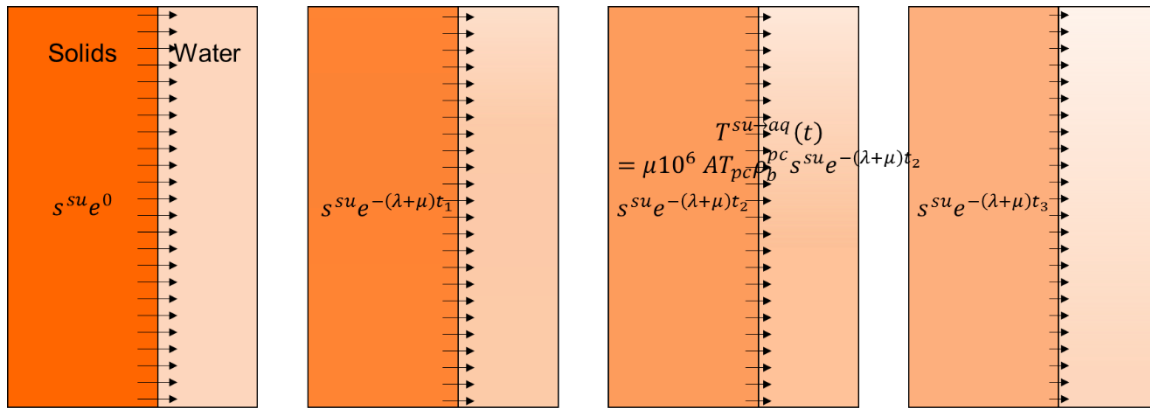 Solids Water
s^{su}e^{0}
s^{su}e^{-(λ+μ)t_1}
T^{su→aq}(t)
= μ10^6 AT_{pc}ρ_b^{pc} s^{su}e^{-(λ+μ)t_2}
s^{su}e^{-(λ+μ)t_2}
s^{su}e^{-(λ+μ)t_3}